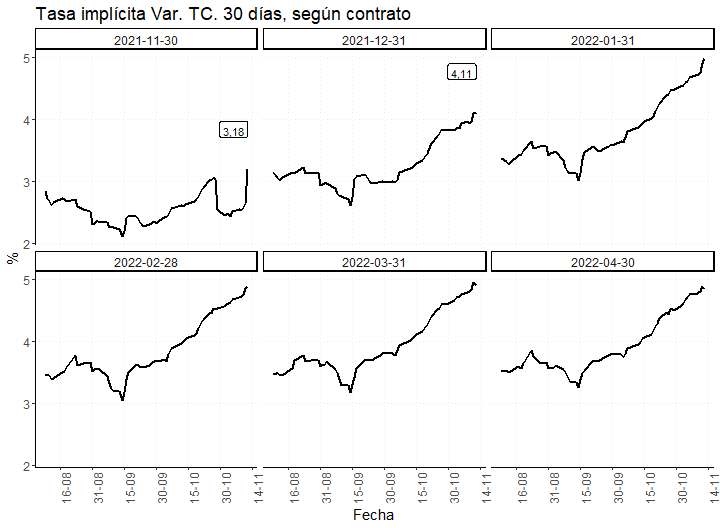 Tasa implícita Var. TC. 30 días, según contrato
2021-11-30 2021-12-31 2022-01-31
5
4
3
2
3,18
4,11
2022-02-28 2022-03-31 2022-04-30
5
4
3
2
%
16-08 31-08 15-09 30-09 15-10 30-10 14-11 16-08 31-08 15-09 30-09 15-10 30-10 14-11 16-08 31-08 15-09 30-09 15-10 30-10 14-11
Fecha